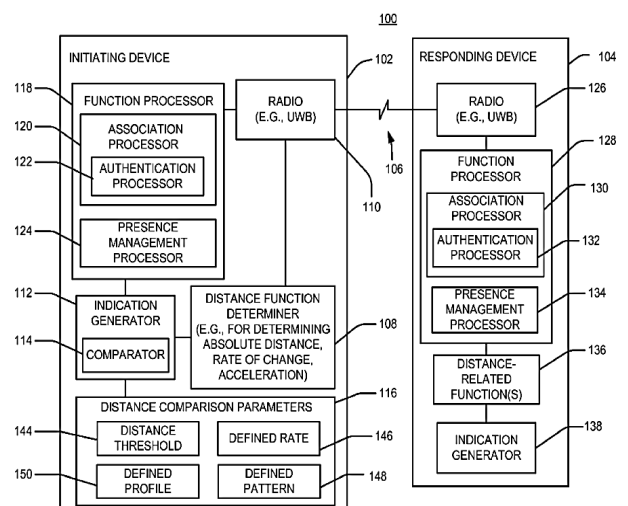 100
INITIATING DEVICE
102
RESPONDING DEVICE
104
118
FUNCTION PROCESSOR
120
ASSOCIATION
PROCESSOR
122
AUTHENTICATION
PROCESSOR
124
PRESENCE
MANAGEMENT
PROCESSOR
RADIO
(E.G., UWB)
110
106
RADIO
(E.G., UWB)
126
FUNCTION
PROCESSOR
128
ASSOCIATION
PROCESSOR
130
AUTHENTICATION
PROCESSOR
132
PRESENCE
MANAGEMENT
PROCESSOR
134
112
INDICATION
GENERATOR
114
COMPARATOR
DISTANCE FUNCTION
DETERMINER
(E.G., FOR DETERMINING
ABSOLUTE DISTANCE,
RATE OF CHANGE,
ACCELERATION)
108
DISTANCE-
RELATED
FUNCTION(S)
136
INDICATION
GENERATOR
138
DISTANCE COMPARISON PARAMETERS
116
144
DISTANCE
THRESHOLD
DEFINED RATE
146
150
DEFINED
PROFILE
DEFINED
PATTERN
148